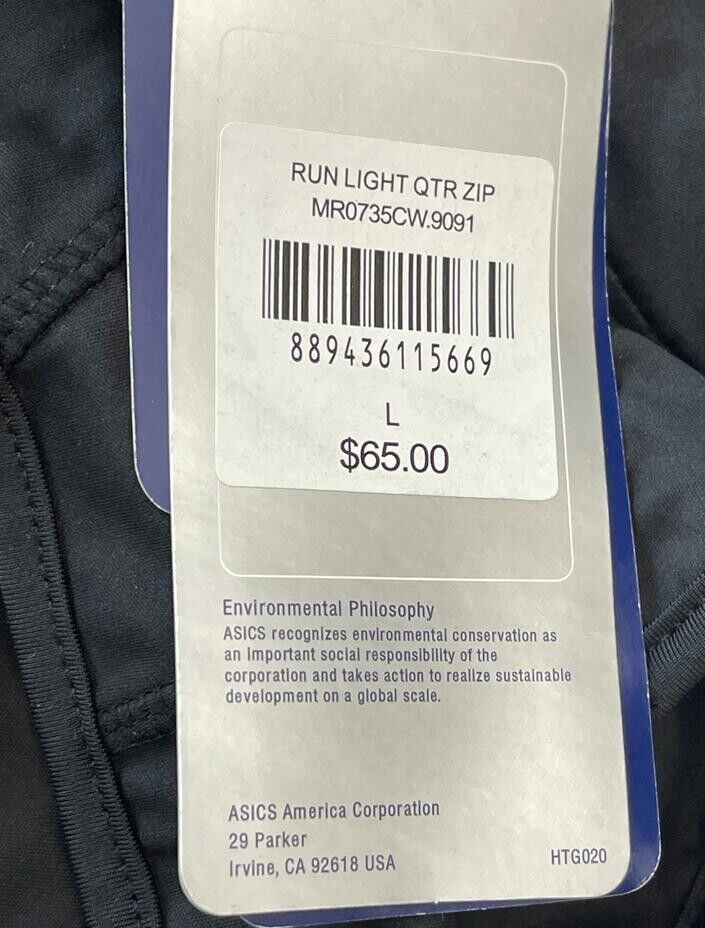 RUN LIGHT QTR ZIP
MR0735CW.9091
889436115669
L
$65.00
Environmental Philosophy
ASICS recognizes environmental conservation as
an important social responsibility of the
corporation and takes action to realize sustainable
development on a global scale.
ASICS America Corporation
29 Parker
Irvine, CA 92618 USA
HTG020